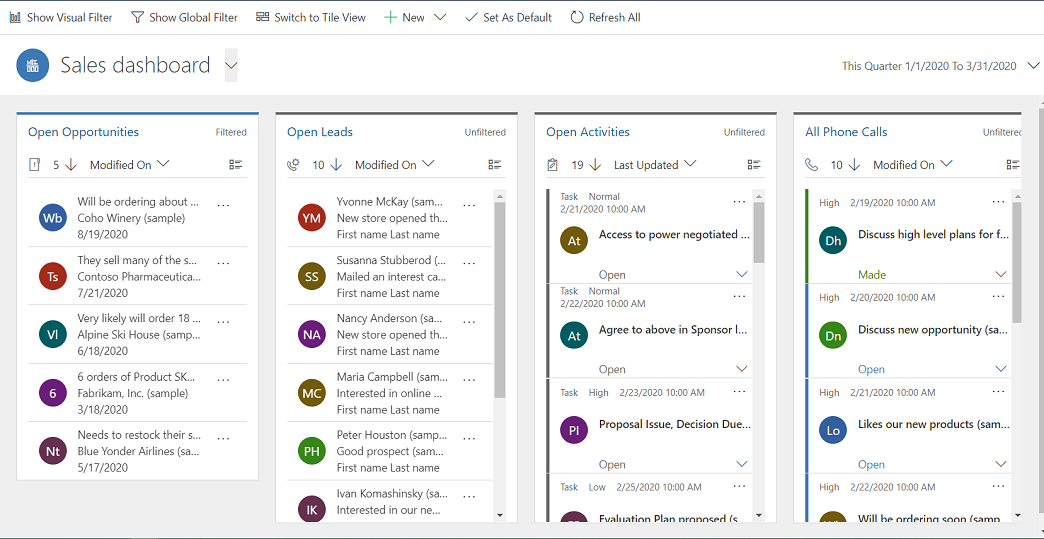 Show Visual Filter Show Global Filter Switch to Tile View New Set As Default Refresh All
Sales dashboard
This Quarter 1/1/2020 To 3/31/2020
Open Opportunities Filtered
5 Modified On
Wb
Will be ordering about ...
Coho Winery (sample)
8/19/2020
Ts
They sell many of the s...
Contoso Pharmaceutica...
7/21/2020
Vl
Very likely will order 18 ...
Alpine Ski House (samp...
6/18/2020
6
6 orders of Product SK...
Fabrikam, Inc. (sample)
3/18/2020
Nt
Needs to restock their s...
Blue Yonder Airlines (sa...
5/17/2020
Open Leads Unfiltered
10 Modified On
YM
Yvonne McKay (sam...
New store opened th...
First name Last name
SS
Susanna Stubberod (...
Mailed an interest ca...
First name Last name
NA
Nancy Anderson (sa...
New store opened th...
First name Last name
MC
Maria Campbell (sam...
Interested in online ...
First name Last name
PH
Peter Houston (samp...
Good prospect (sam...
First name Last name
IK
Ivan Komashinsky (sa...
Interested in our ne...
Open Activities Unfiltered
19 Last Updated
Task Normal
2/21/2020 10:00 AM
At
Access to power negotiated ...
Open
Task Normal
2/22/2020 10:00 AM
At
Agree to above in Sponsor l...
Open
Task High 2/23/2020 10:00 AM
PI
Proposal Issue, Decision Due...
Open
Task Low 2/25/2020 10:00 AM
Evaluation Plan proposed (s...
All Phone Calls Unfiltered
10 Modified On
High 2/19/2020 10:00 AM
Dh
Discuss high level plans for f...
Made
High 2/20/2020 10:00 AM
Dn
Discuss new opportunity (sa...
Open
High 2/21/2020 10:00 AM
Lo
Likes our new products (sam...
Open
High 2/22/2020 10:00 AM
Will be ordering soon (samp...